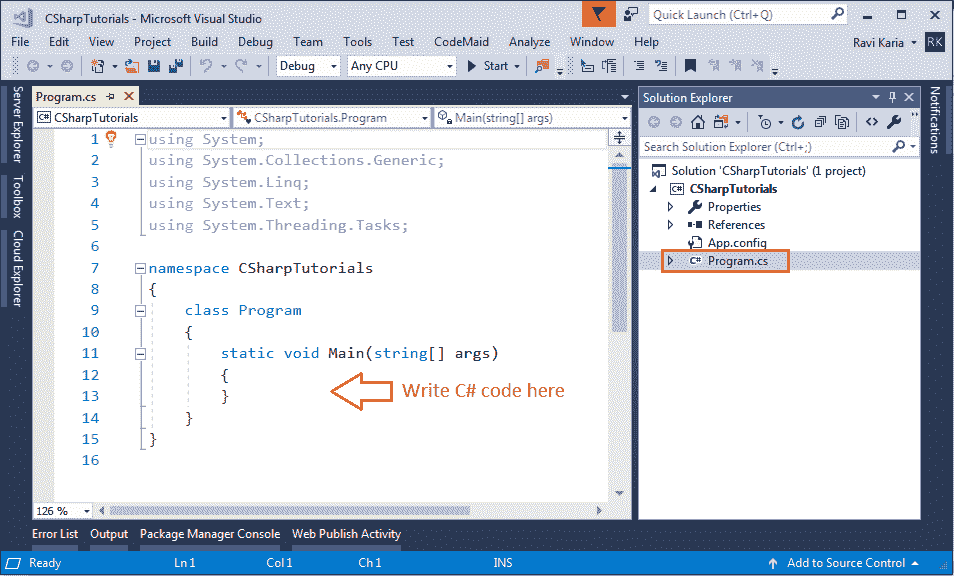 CSharpTutorials - Microsoft Visual Studio
Quick Launch (Ctrl+Q)
File Edit View Project Build Debug Team Tools Test CodeMaid Analyze Window Help
Ravi Karia RK
Debug Any CPU Start
Server Explorer
Toolbox
Cloud Explorer
Program.cs
C# CSharpTutorials CSharpTutorials.Program Main(string[] args)
1 using System;
2 using System.Collections.Generic;
3 using System.Linq;
4 using System.Text;
5 using System.Threading.Tasks;
6
7 namespace CSharpTutorials
8 {
9 class Program
10 {
11 static void Main(string[] args)
12 {
13 }
Write C# code here
14 }
15 }
16
126 %
Solution Explorer
Search Solution Explorer (Ctrl+;)
Solution 'CSharpTutorials' (1 project)
C# CSharpTutorials
Properties
References
App.config
C# Program.cs
Notifications
Error List Output Package Manager Console Web Publish Activity
Ready Ln 1 Col 1 Ch 1 INS Add to Source Control